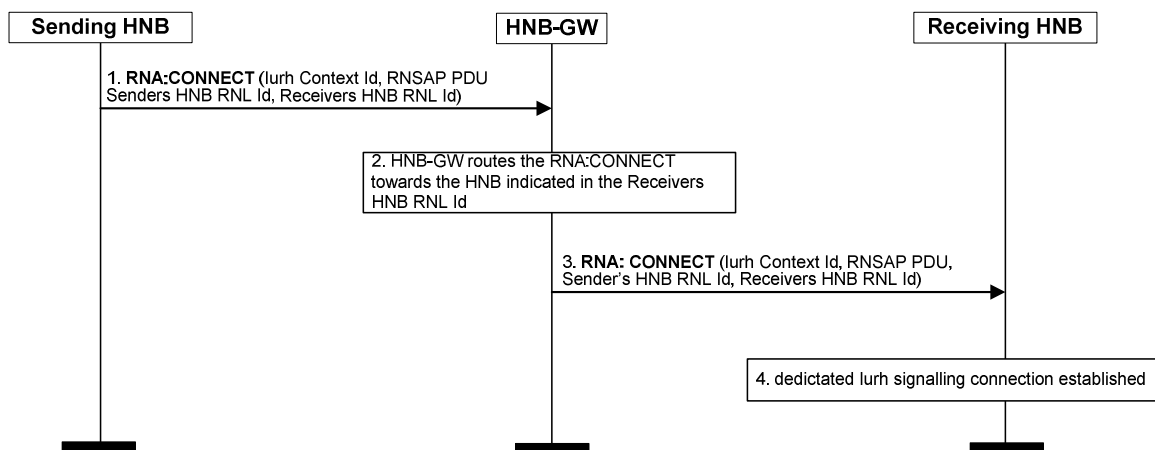 Sending HNB
HNB-GW
Receiving HNB
1. RNA:CONNECT (Iurh Context Id, RNSAP PDU
Senders HNB RNL Id, Receivers HNB RNL Id)
2. HNB-GW routes the RNA:CONNECT
towards the HNB indicated in the Receivers
HNB RNL Id
3. RNA: CONNECT (Iurh Context Id, RNSAP PDU,
Sender's HNB RNL Id, Receivers HNB RNL Id)
4. dedictated Iurh signalling connection established